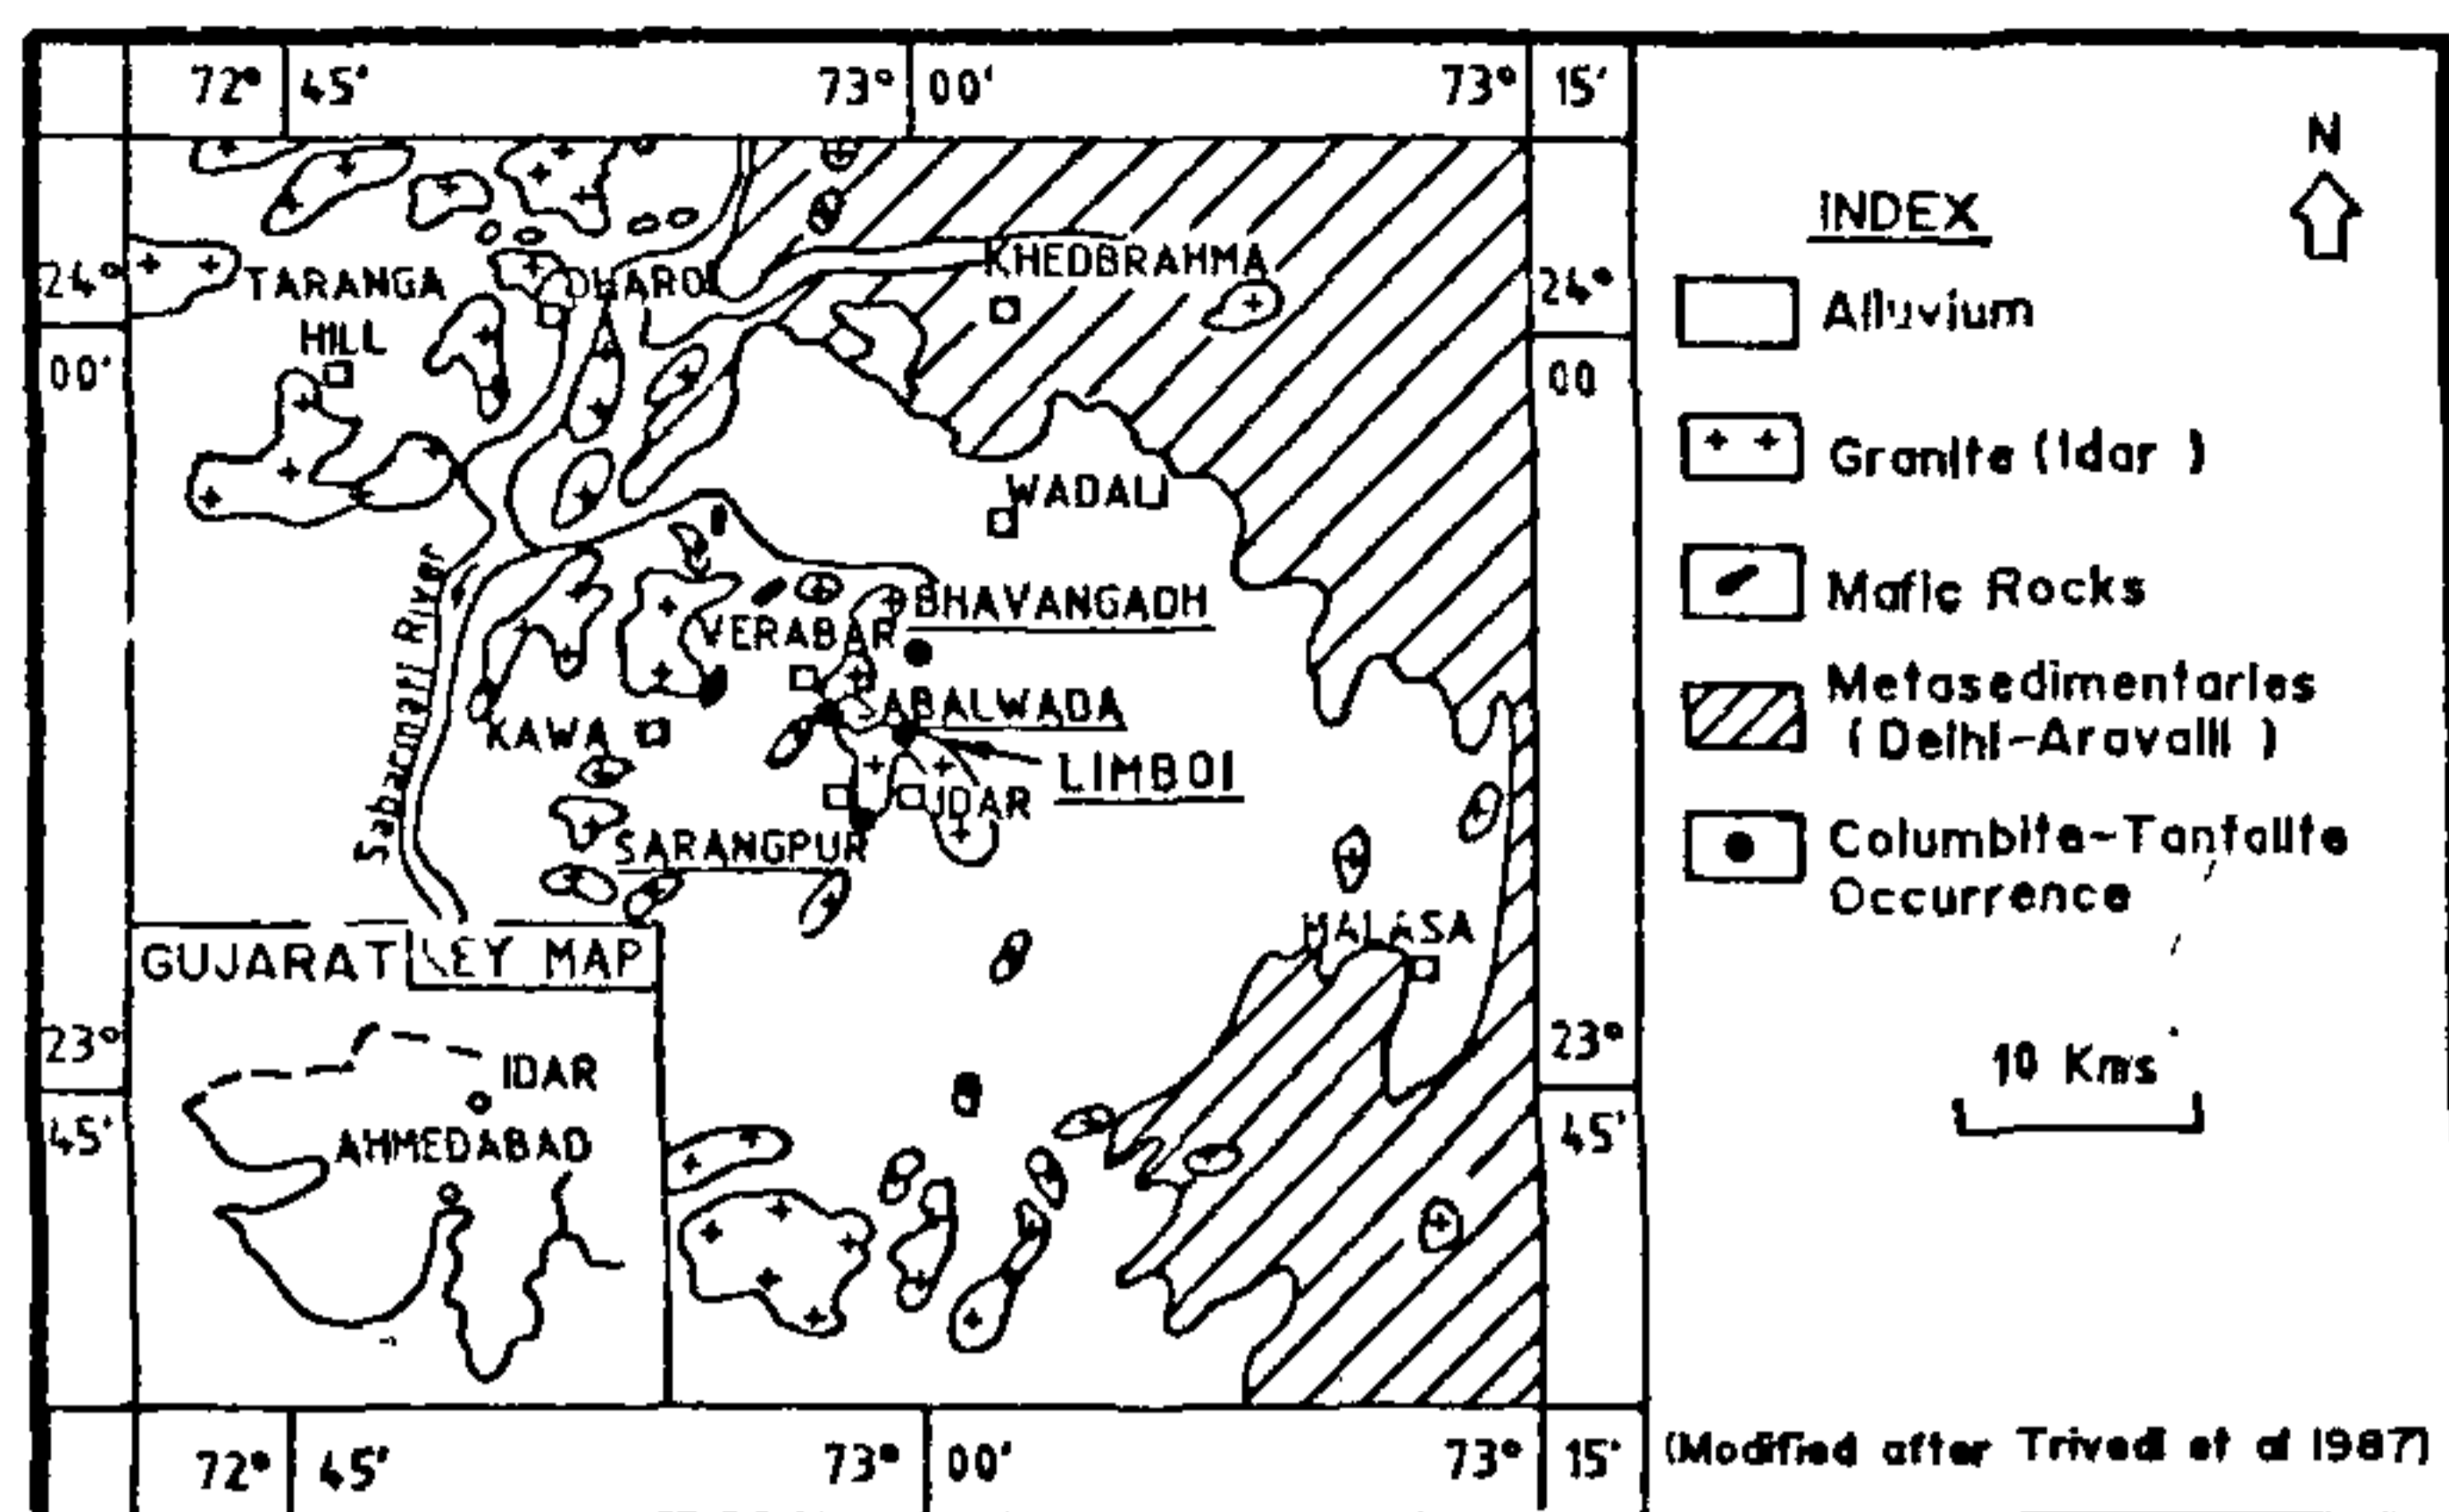 72° 45' 73° 00' 73° 15'
N
INDEX
24° 00'
24° 00
KHEDBRAHMA
TARANGA
HILL
DHAROI
Alluvium
Granite (Idar )
WADALI
Mafic Rocks
BHAVANGADH
VERABAR
Sabarmati River
Metasedimentaries
( Delhi-Aravalli )
ABALWADA
KAWA
LIMBOI
IDAR
SARANGPUR
Columbite-Tantalite
Occurrence
MALASA
GUJARAT KEY MAP
23° 45'
23° 45'
IDAR
AHMEDABAD
10 Kms
72° 45' 73° 00' 73° 15'
(Modified after Trivedi et al 1987)